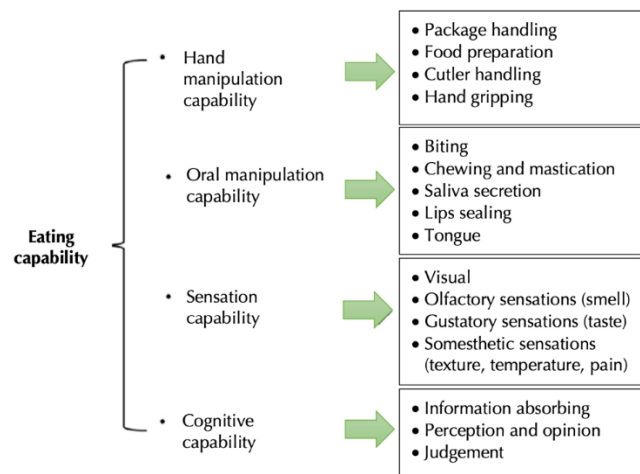 Eating
capability
• Hand
manipulation
capability
• Package handling
• Food preparation
• Cutler handling
• Hand gripping
• Oral manipulation
capability
• Biting
• Chewing and mastication
• Saliva secretion
• Lips sealing
• Tongue
• Sensation
capability
• Visual
• Olfactory sensations (smell)
• Gustatory sensations (taste)
• Somesthetic sensations
(texture, temperature, pain)
• Cognitive
capability
• Information absorbing
• Perception and opinion
• Judgement